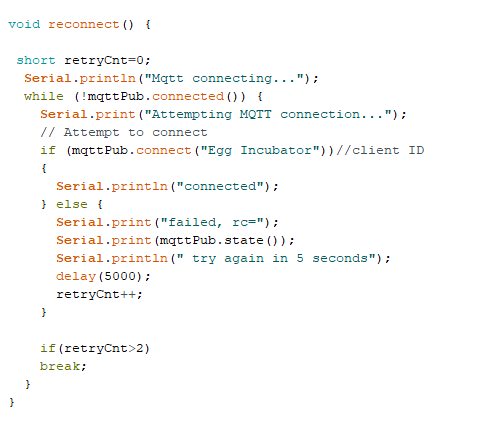 void reconnect() {

 short retryCnt=0;
  Serial.println("Mqtt connecting...");
  while (!mqttPub.connected()) {
    Serial.print("Attempting MQTT connection...");
    // Attempt to connect
    if (mqttPub.connect("Egg Incubator"))//client ID
    {
      Serial.println("connected");
    } else {
      Serial.print("failed, rc=");
      Serial.print(mqttPub.state());
      Serial.println(" try again in 5 seconds");
      delay(5000);
      retryCnt++;
    }

    if(retryCnt>2)
    break;
  }
}